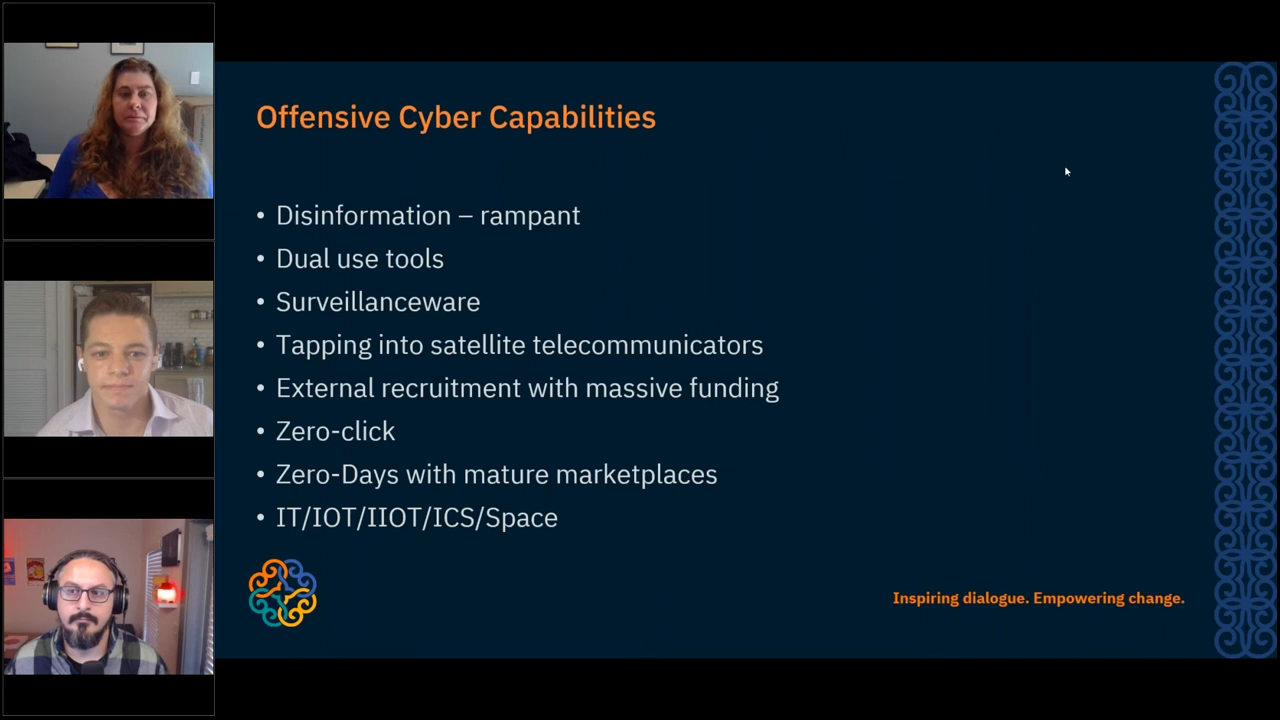 Offensive Cyber Capabilities
• Disinformation – rampant
• Dual use tools
• Surveillanceware
• Tapping into satellite telecommunicators
• External recruitment with massive funding
• Zero-click
• Zero-Days with mature marketplaces
• IT/IOT/IIOT/ICS/Space
Inspiring dialogue. Empowering change.